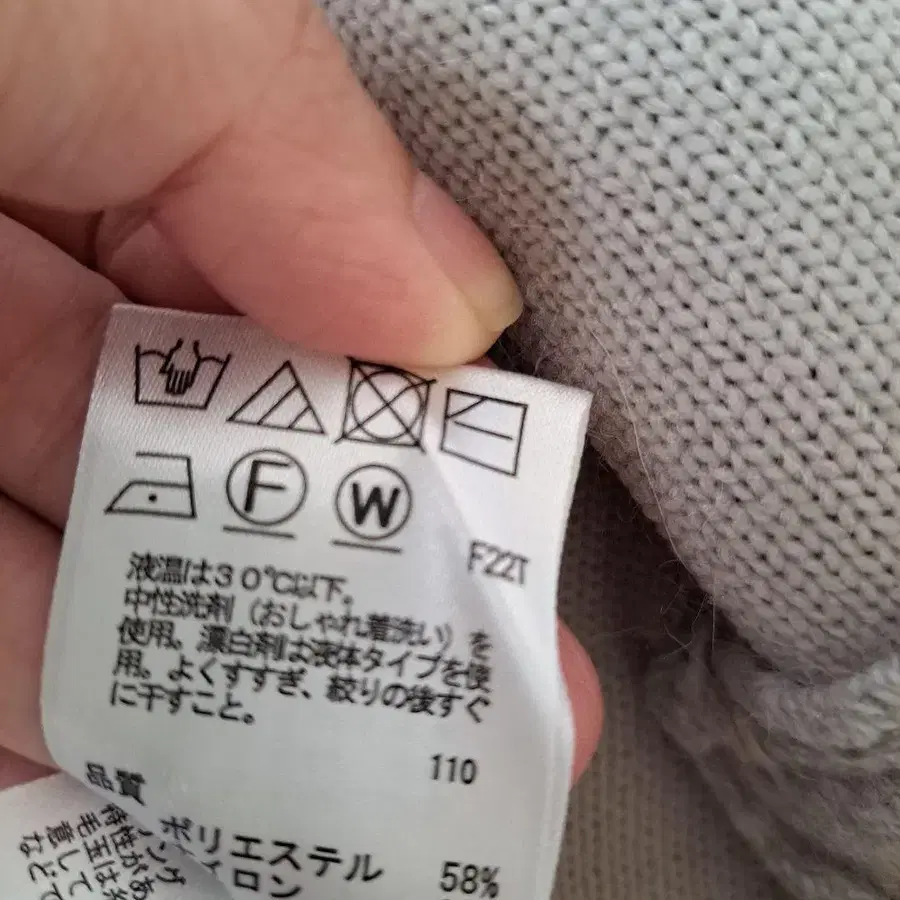 F
W
F22T
液温は30℃以下。
中性洗剤（おしゃれ着洗い）を
使用。漂白剤は液体タイプを使
用。よくすすぎ、絞りの後すぐ
に干すこと。
110
品質
ポリエステル 58%
ロン